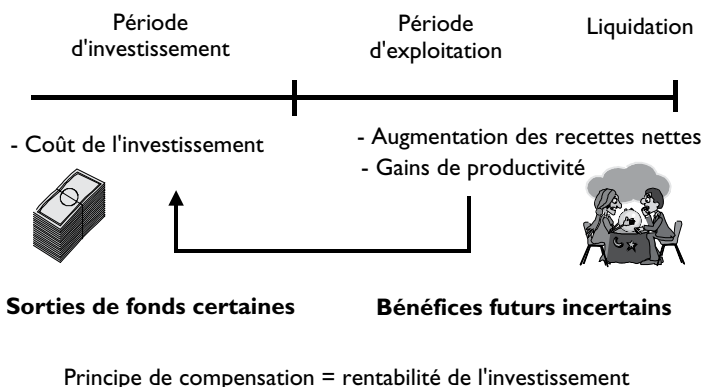 Période
d'investissement
Période
d'exploitation
Liquidation
- Coût de l'investissement
- Augmentation des recettes nettes
- Gains de productivité
Sorties de fonds certaines
Bénéfices futurs incertains
Principe de compensation = rentabilité de l'investissement